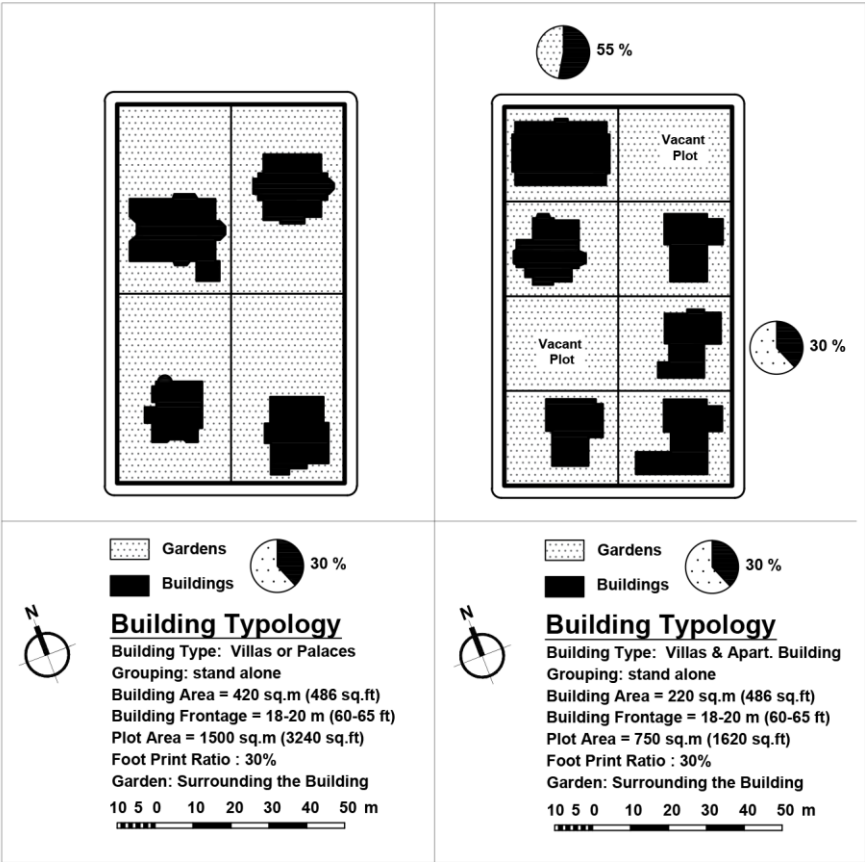 55 %
Vacant
Plot
Vacant
Plot
30 %
Gardens
30 %
Buildings
N
Building Typology
Building Type: Villas or Palaces
Grouping: stand alone
Building Area = 420 sq.m (486 sq.ft)
Building Frontage = 18-20 m (60-65 ft)
Plot Area = 1500 sq.m (3240 sq.ft)
Foot Print Ratio : 30%
Garden: Surrounding the Building
10 5 0 10 20 30 40 50 m
Gardens
30 %
Buildings
N
Building Typology
Building Type: Villas & Apart. Building
Grouping: stand alone
Building Area = 220 sq.m (486 sq.ft)
Building Frontage = 18-20 m (60-65 ft)
Plot Area = 750 sq.m (1620 sq.ft)
Foot Print Ratio : 30%
Garden: Surrounding the Building
10 5 0 10 20 30 40 50 m